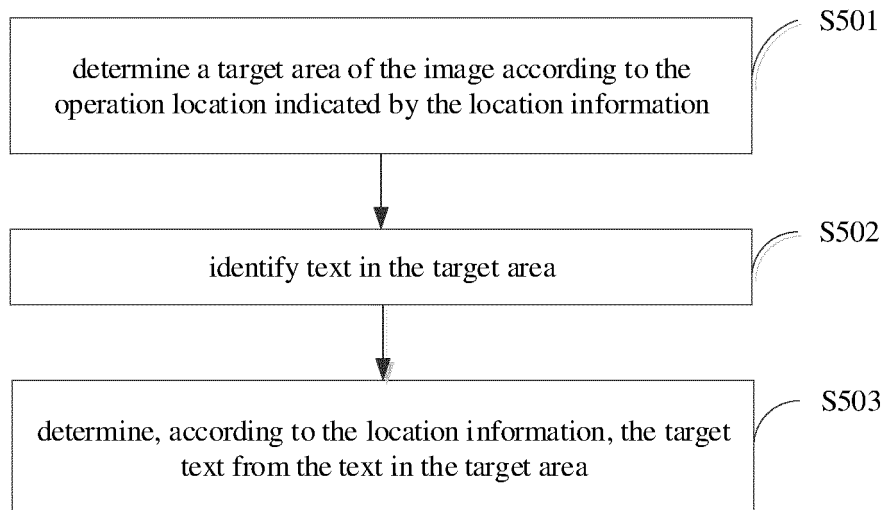 S501
determine a target area of the image according to the
operation location indicated by the location information
S502
identify text in the target area
S503
determine, according to the location information, the target
text from the text in the target area